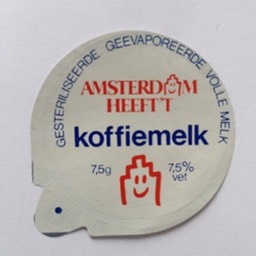 GESTERILISEERDE GEEVAPOREERDE VOLLE MELK
AMSTERDAM
HEEFT'T
koffiemelk
7,5g 7,5%
vet